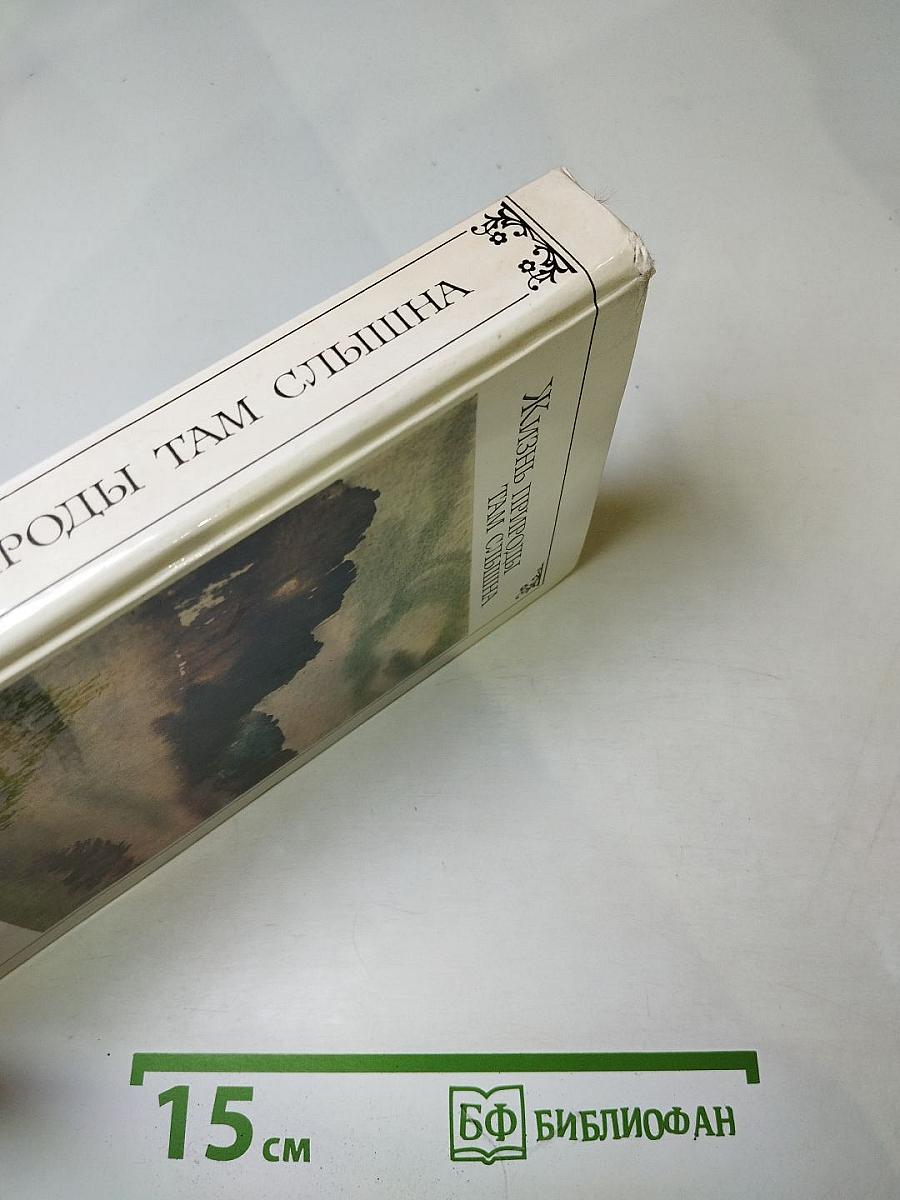 РОДЫ ТАМ СЛЫШНА
ЖИЗНЬ ПРИРОДЫ
ТАМ СЛЫШНА
15 см
БФ БИБЛИОФАН